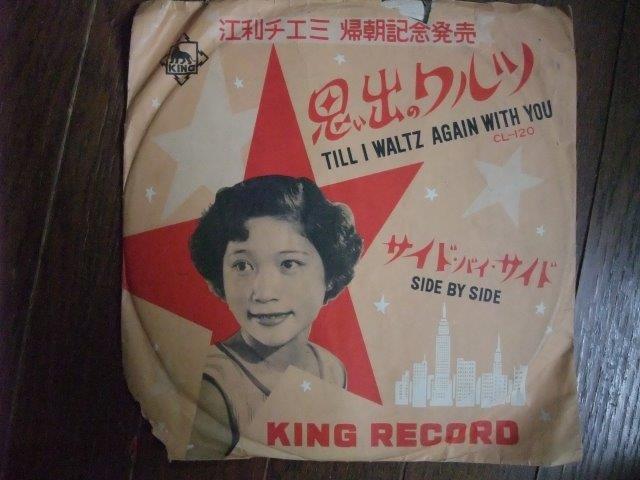 江利チエミ 帰朝記念発売
KING
思い出のワルツ
TILL I WALTZ AGAIN WITH YOU
CL-120
サイド・バイ・サイド
SIDE BY SIDE
KING RECORD